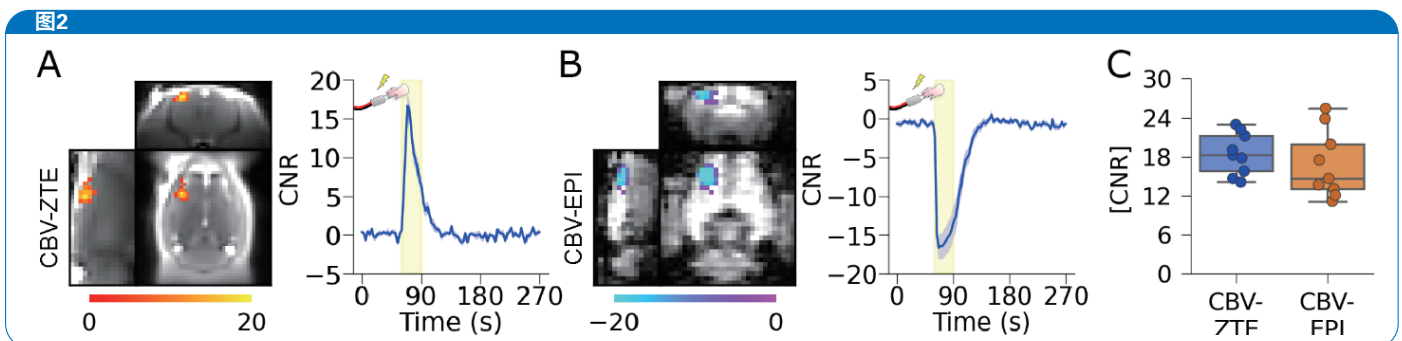 图2
A
CBV-ZTE
0 20
CNR
20
15
10
5
0
−5
0 90 180 270
Time (s)
B
CBV-EPI
−20 0
CNR
5
0
−5
−10
−15
−20
0 90 180 270
Time (s)
C
[CNR]
30
24
18
12
6
0
CBV-
ZTE
CBV-
EPI